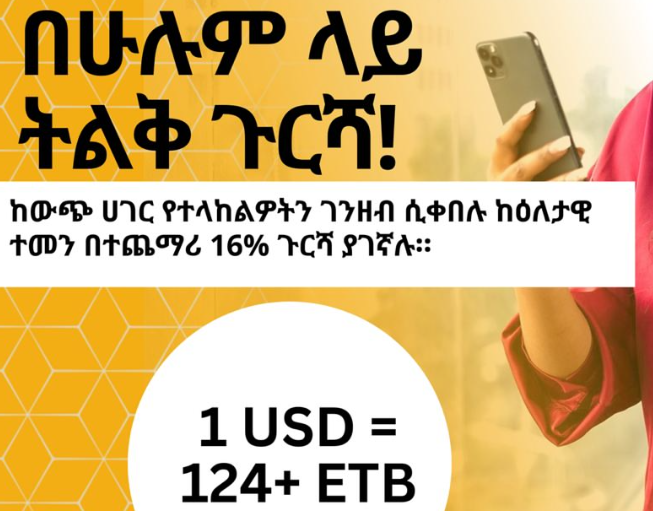 በሁሉም ላይ
ትልቅ ጉርሻ!
ከውጭ ሀገር የተላከልዎትን ገንዘብ ሲቀበሉ ከዕለታዊ
ተመን በተጨማሪ 16% ጉርሻ ያገኛሉ።
1 USD =
124+ ETB